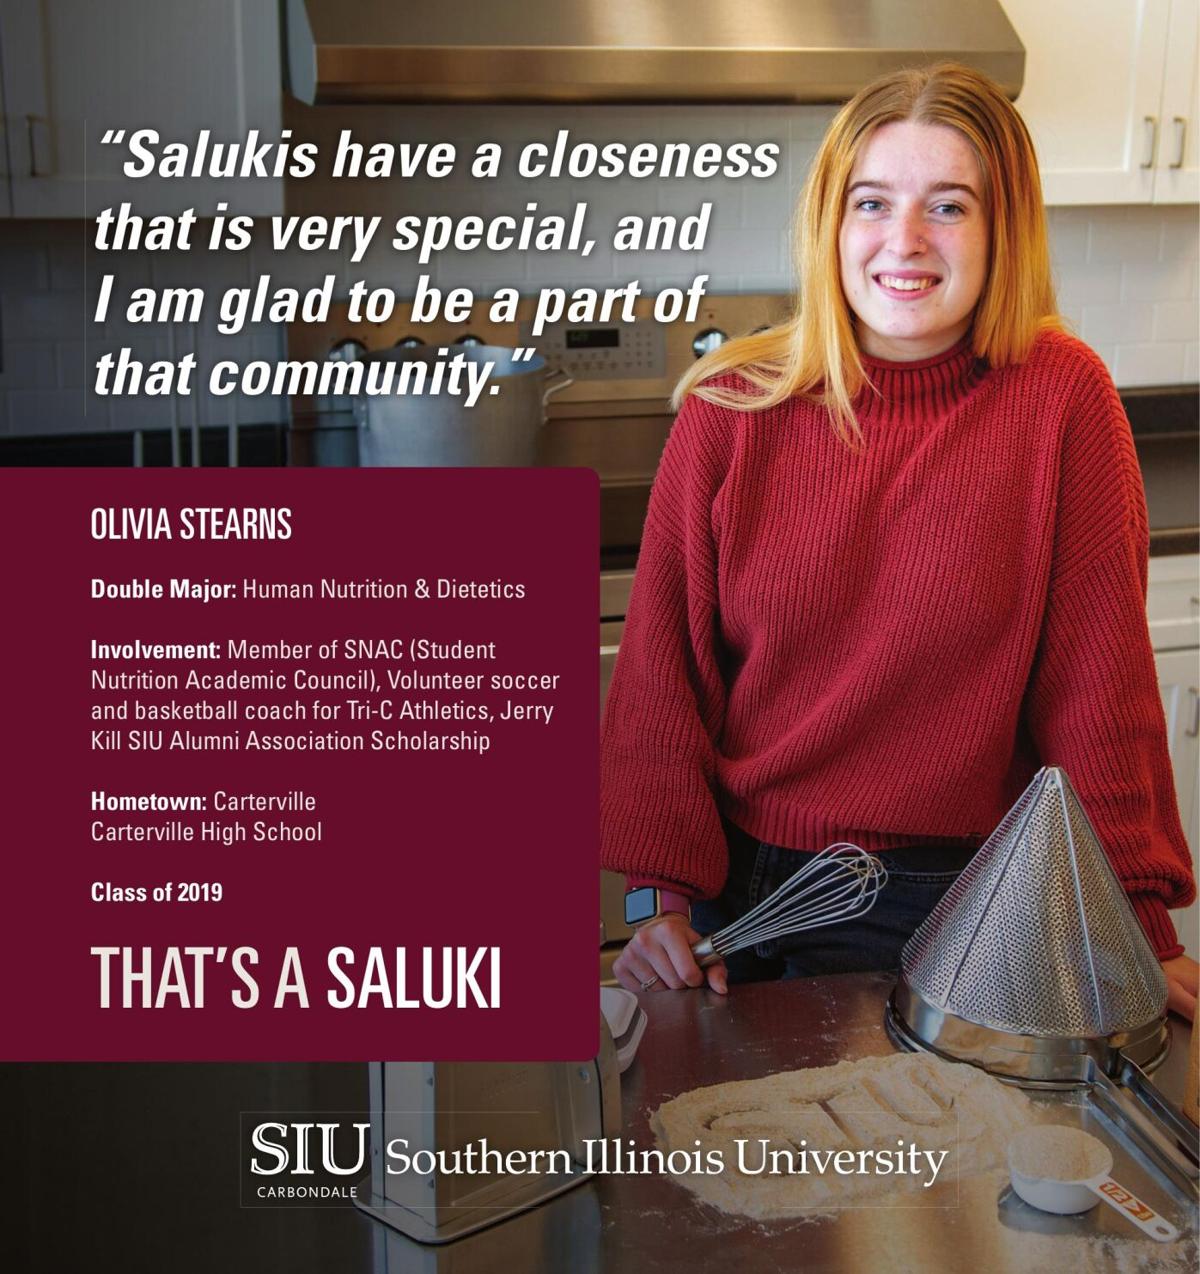 “Salukis have a closeness
that is very special, and
I am glad to be a part of
that community.”
OLIVIA STEARNS
Double Major: Human Nutrition & Dietetics
Involvement: Member of SNAC (Student
Nutrition Academic Council), Volunteer soccer
and basketball coach for Tri-C Athletics, Jerry
Kill SIU Alumni Association Scholarship
Hometown: Carterville
Carterville High School
Class of 2019
THAT’S A SALUKI
SIU
SIU Southern Illinois University
CARBONDALE